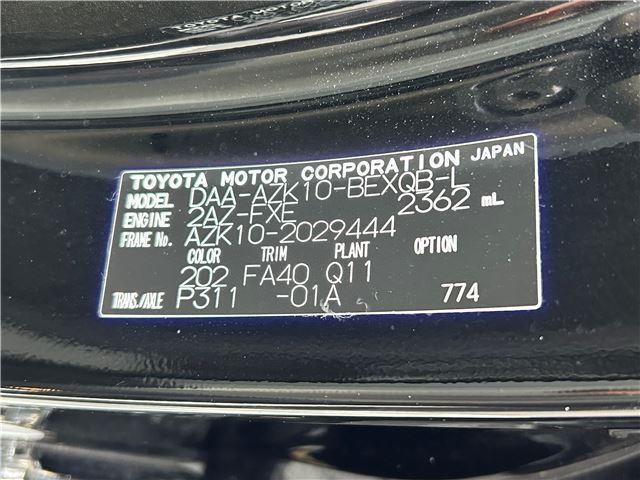 TOYOTA MOTOR CORPORATION JAPAN
MODEL DAA-AZK10-BEXQB-L
ENGINE 2AZ-FXE 2362 mL
FRAME No. AZK10-2029444
COLOR TRIM PLANT OPTION
202 FA40 Q11
TRANS./AXLE P311 -01A 774